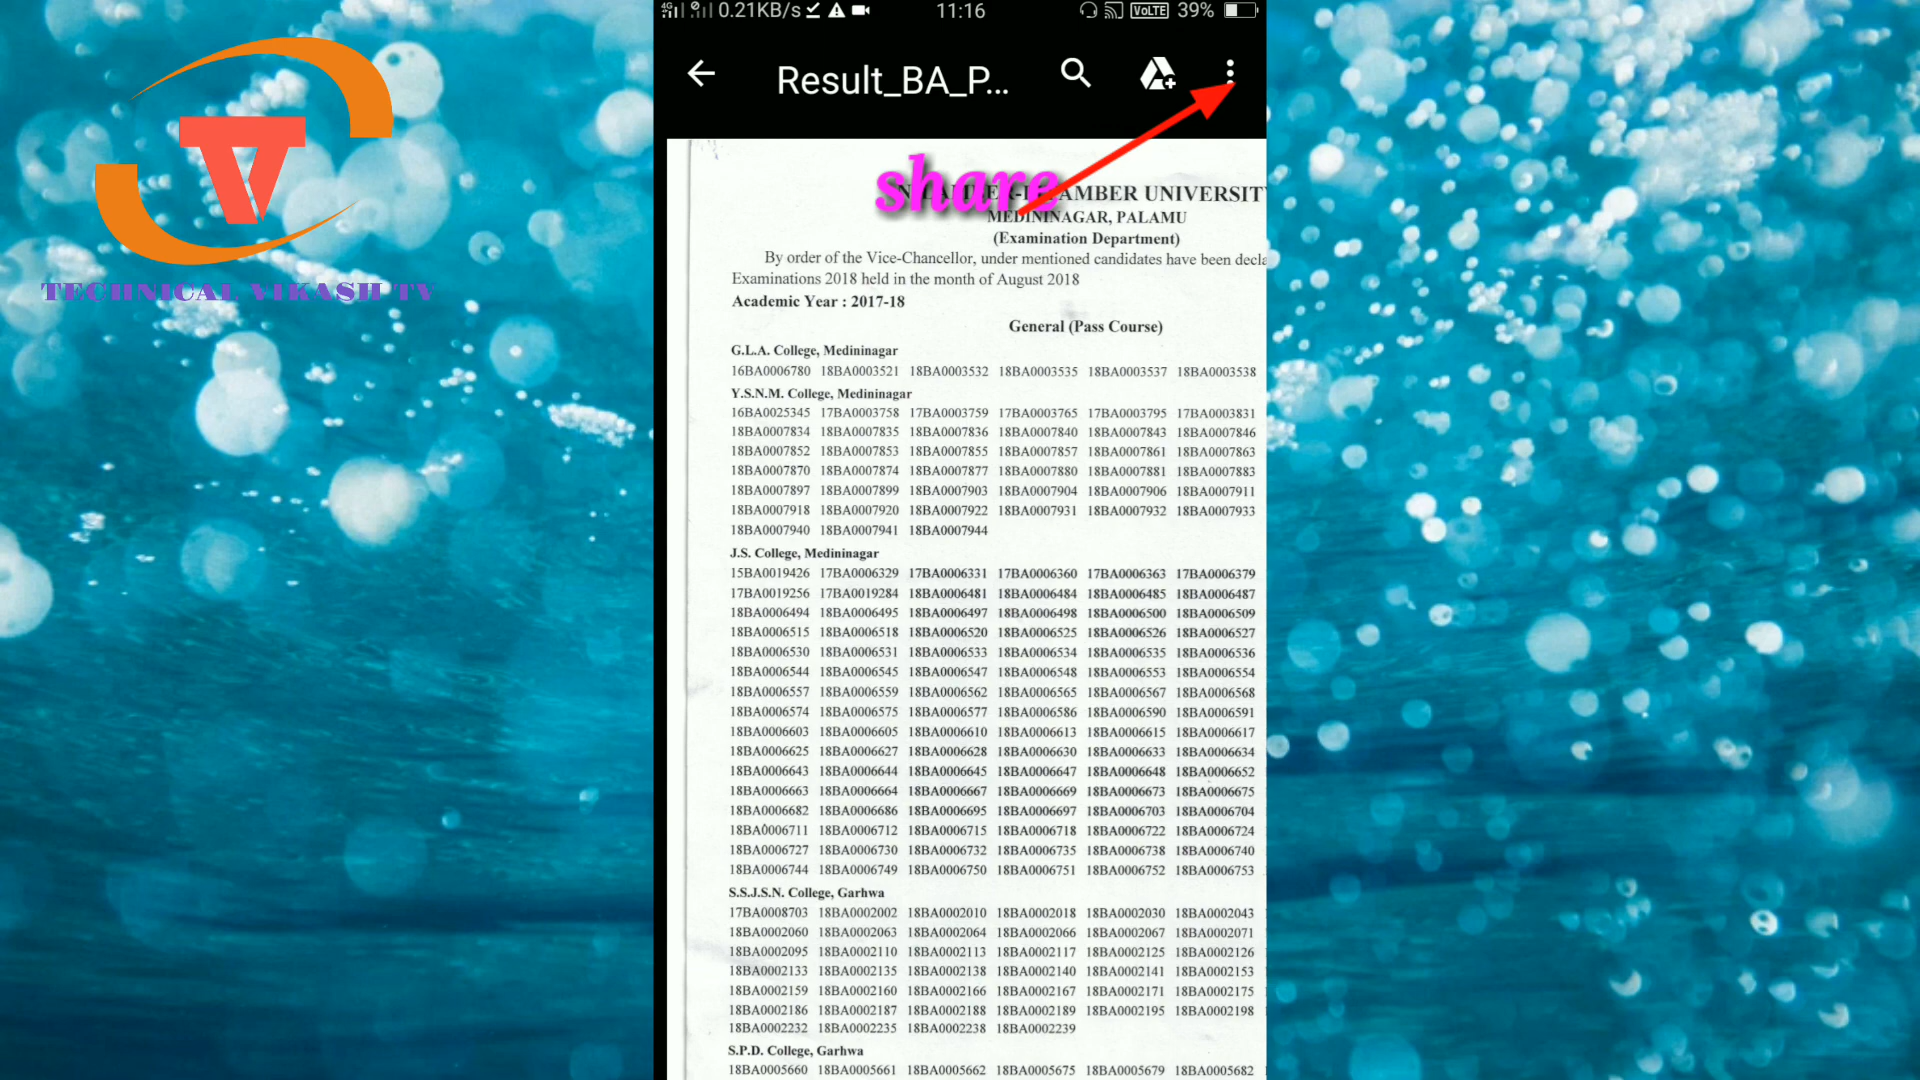 TECHNICAL VIKASH TV
0.21KB/s
11:16
VoLTE 39%
Result_BA_P...
share
AMBER UNIVERSITY
MEDININAGAR, PALAMU
(Examination Department)
By order of the Vice-Chancellor, under mentioned candidates have been decla
Examinations 2018 held in the month of August 2018
Academic Year : 2017-18
General (Pass Course)
G.L.A. College, Medininagar
16BA0006780 18BA0003521 18BA0003532 18BA0003535 18BA0003537 18BA0003538
Y.S.N.M. College, Medininagar
16BA0025345 17BA0003758 17BA0003759 17BA0003765 17BA0003795 17BA0003831
18BA0007834 18BA0007835 18BA0007836 18BA0007840 18BA0007843 18BA0007846
18BA0007852 18BA0007853 18BA0007855 18BA0007857 18BA0007861 18BA0007863
18BA0007870 18BA0007874 18BA0007877 18BA0007880 18BA0007881 18BA0007883
18BA0007897 18BA0007899 18BA0007903 18BA0007904 18BA0007906 18BA0007911
18BA0007918 18BA0007920 18BA0007922 18BA0007931 18BA0007932 18BA0007933
18BA0007940 18BA0007941 18BA0007944
J.S. College, Medininagar
15BA0019426 17BA0006329 17BA0006331 17BA0006360 17BA0006363 17BA0006379
17BA0019256 17BA0019284 18BA0006481 18BA0006484 18BA0006485 18BA0006487
18BA0006494 18BA0006495 18BA0006497 18BA0006498 18BA0006500 18BA0006509
18BA0006515 18BA0006518 18BA0006520 18BA0006525 18BA0006526 18BA0006527
18BA0006530 18BA0006531 18BA0006533 18BA0006534 18BA0006535 18BA0006536
18BA0006544 18BA0006545 18BA0006547 18BA0006548 18BA0006553 18BA0006554
18BA0006557 18BA0006559 18BA0006562 18BA0006565 18BA0006567 18BA0006568
18BA0006574 18BA0006575 18BA0006577 18BA0006586 18BA0006590 18BA0006591
18BA0006603 18BA0006605 18BA0006610 18BA0006613 18BA0006615 18BA0006617
18BA0006625 18BA0006627 18BA0006628 18BA0006630 18BA0006633 18BA0006634
18BA0006643 18BA0006644 18BA0006645 18BA0006647 18BA0006648 18BA0006652
18BA0006663 18BA0006664 18BA0006667 18BA0006669 18BA0006673 18BA0006675
18BA0006682 18BA0006686 18BA0006695 18BA0006697 18BA0006703 18BA0006704
18BA0006711 18BA0006712 18BA0006715 18BA0006718 18BA0006722 18BA0006724
18BA0006727 18BA0006730 18BA0006732 18BA0006735 18BA0006738 18BA0006740
18BA0006744 18BA0006749 18BA0006750 18BA0006751 18BA0006752 18BA0006753
S.S.J.S.N. College, Garhwa
17BA0008703 18BA0002002 18BA0002010 18BA0002018 18BA0002030 18BA0002043
18BA0002060 18BA0002063 18BA0002064 18BA0002066 18BA0002067 18BA0002071
18BA0002095 18BA0002110 18BA0002113 18BA0002117 18BA0002125 18BA0002126
18BA0002133 18BA0002135 18BA0002138 18BA0002140 18BA0002141 18BA0002153
18BA0002159 18BA0002160 18BA0002166 18BA0002167 18BA0002171 18BA0002175
18BA0002186 18BA0002187 18BA0002188 18BA0002189 18BA0002195 18BA0002198
18BA0002232 18BA0002235 18BA0002238 18BA0002239
S.P.D. College, Garhwa
18BA0005660 18BA0005661 18BA0005662 18BA0005675 18BA0005679 18BA0005682